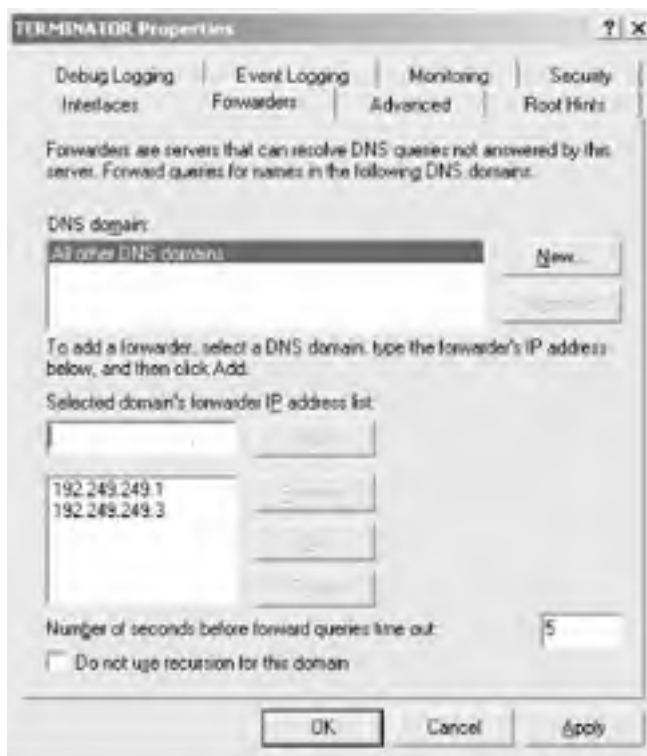 TERMINATOR Properties
Debug Logging Event Logging Monitoring Security
Interfaces Forwarders Advanced Root Hints
Forwarders are servers that can resolve DNS queries not answered by this
server. Forward queries for names in the following DNS domains.
DNS domain:
All other DNS domains
New...
To add a forwarder, select a DNS domain, type the forwarder's IP address
below, and then click Add.
Selected domain's forwarder IP address list:
192.249.249.1
192.249.249.3
Number of seconds before forward queries time out:
5
Do not use recursion for this domain
OK Cancel Apply